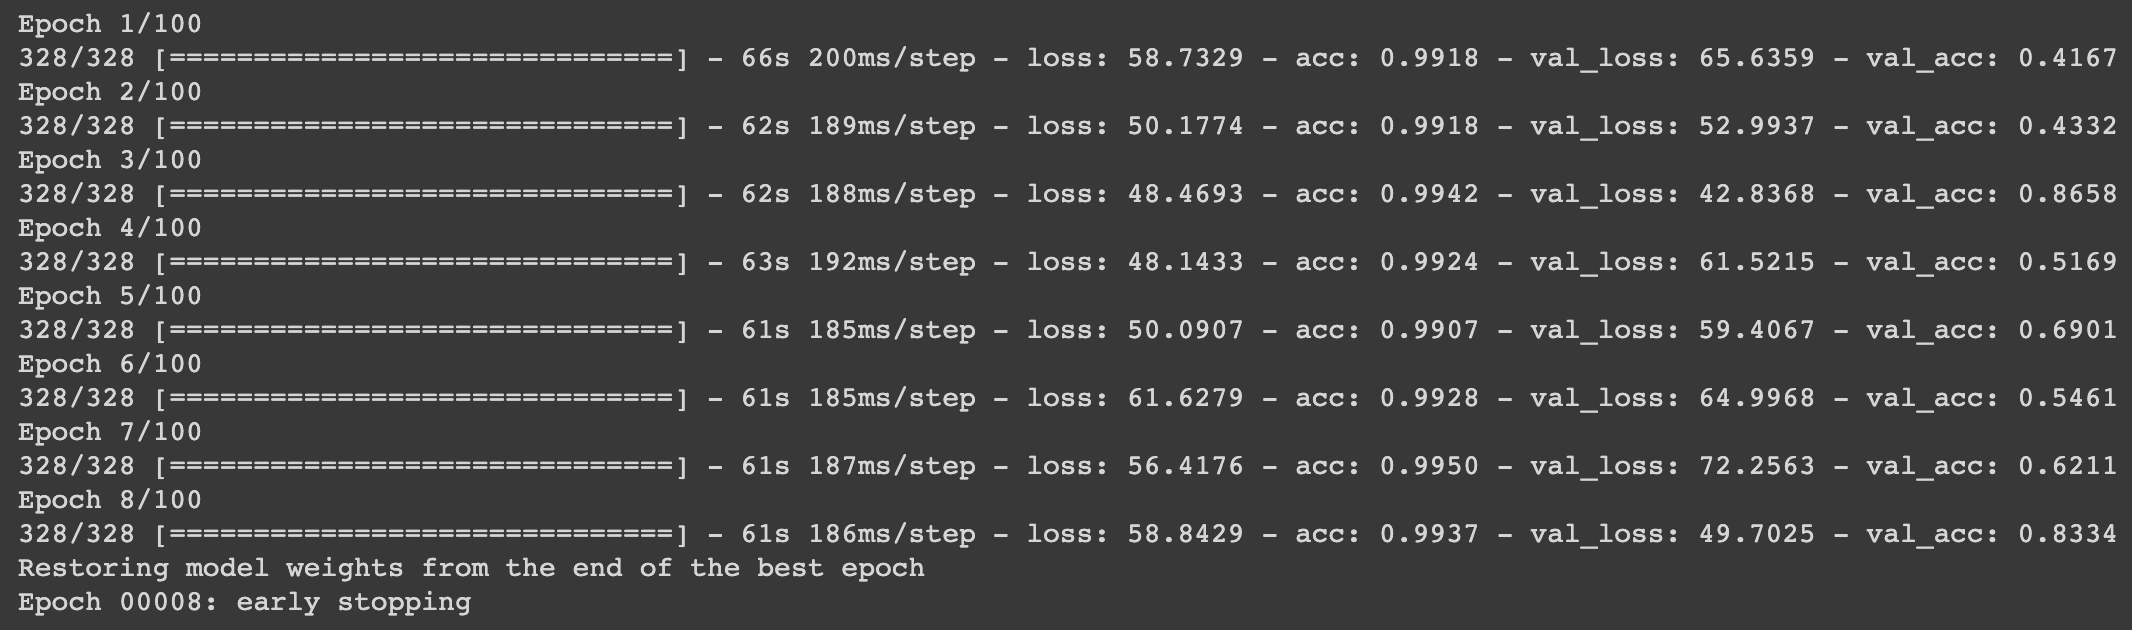 Epoch 1/100
328/328 [==============================] - 66s 200ms/step - loss: 58.7329 - acc: 0.9918 - val_loss: 65.6359 - val_acc: 0.4167
Epoch 2/100
328/328 [==============================] - 62s 189ms/step - loss: 50.1774 - acc: 0.9918 - val_loss: 52.9937 - val_acc: 0.4332
Epoch 3/100
328/328 [==============================] - 62s 188ms/step - loss: 48.4693 - acc: 0.9942 - val_loss: 42.8368 - val_acc: 0.8658
Epoch 4/100
328/328 [==============================] - 63s 192ms/step - loss: 48.1433 - acc: 0.9924 - val_loss: 61.5215 - val_acc: 0.5169
Epoch 5/100
328/328 [==============================] - 61s 185ms/step - loss: 50.0907 - acc: 0.9907 - val_loss: 59.4067 - val_acc: 0.6901
Epoch 6/100
328/328 [==============================] - 61s 185ms/step - loss: 61.6279 - acc: 0.9928 - val_loss: 64.9968 - val_acc: 0.5461
Epoch 7/100
328/328 [==============================] - 61s 187ms/step - loss: 56.4176 - acc: 0.9950 - val_loss: 72.2563 - val_acc: 0.6211
Epoch 8/100
328/328 [==============================] - 61s 186ms/step - loss: 58.8429 - acc: 0.9937 - val_loss: 49.7025 - val_acc: 0.8334
Restoring model weights from the end of the best epoch
Epoch 00008: early stopping